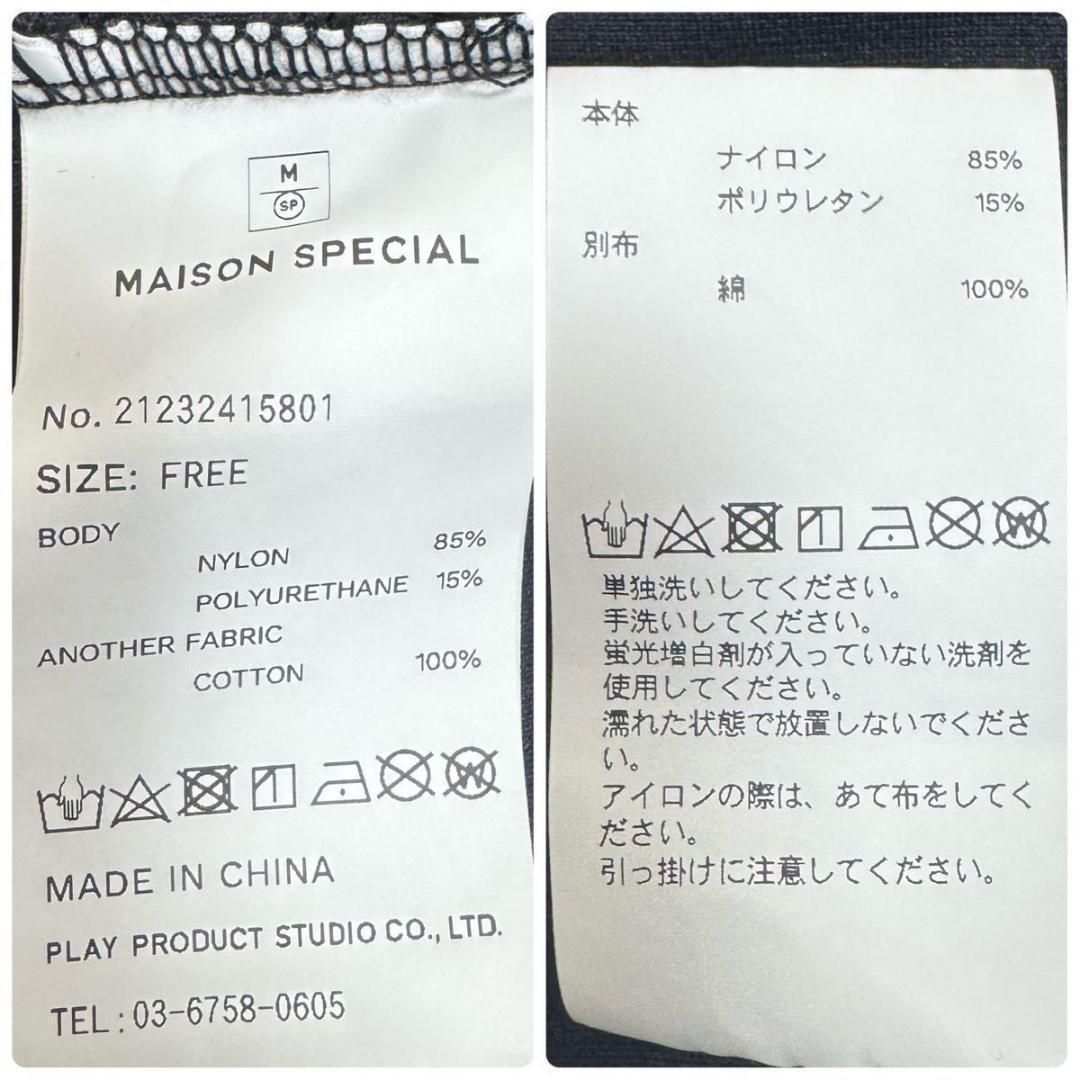 M
SP
MAISON SPECIAL
No. 21232415801
SIZE: FREE
BODY
NYLON 85%
POLYURETHANE 15%
ANOTHER FABRIC
COTTON 100%
W
MADE IN CHINA
PLAY PRODUCT STUDIO CO., LTD.
TEL:03-6758-0605
本体
ナイロン 85%
ポリウレタン 15%
別布
綿 100%
W
単独洗いしてください。
手洗いしてください。
蛍光増白剤が入っていない洗剤を
使用してください。
濡れた状態で放置しないでくださ
い。
アイロンの際は、あて布をしてく
ださい。
引っ掛けに注意してください。